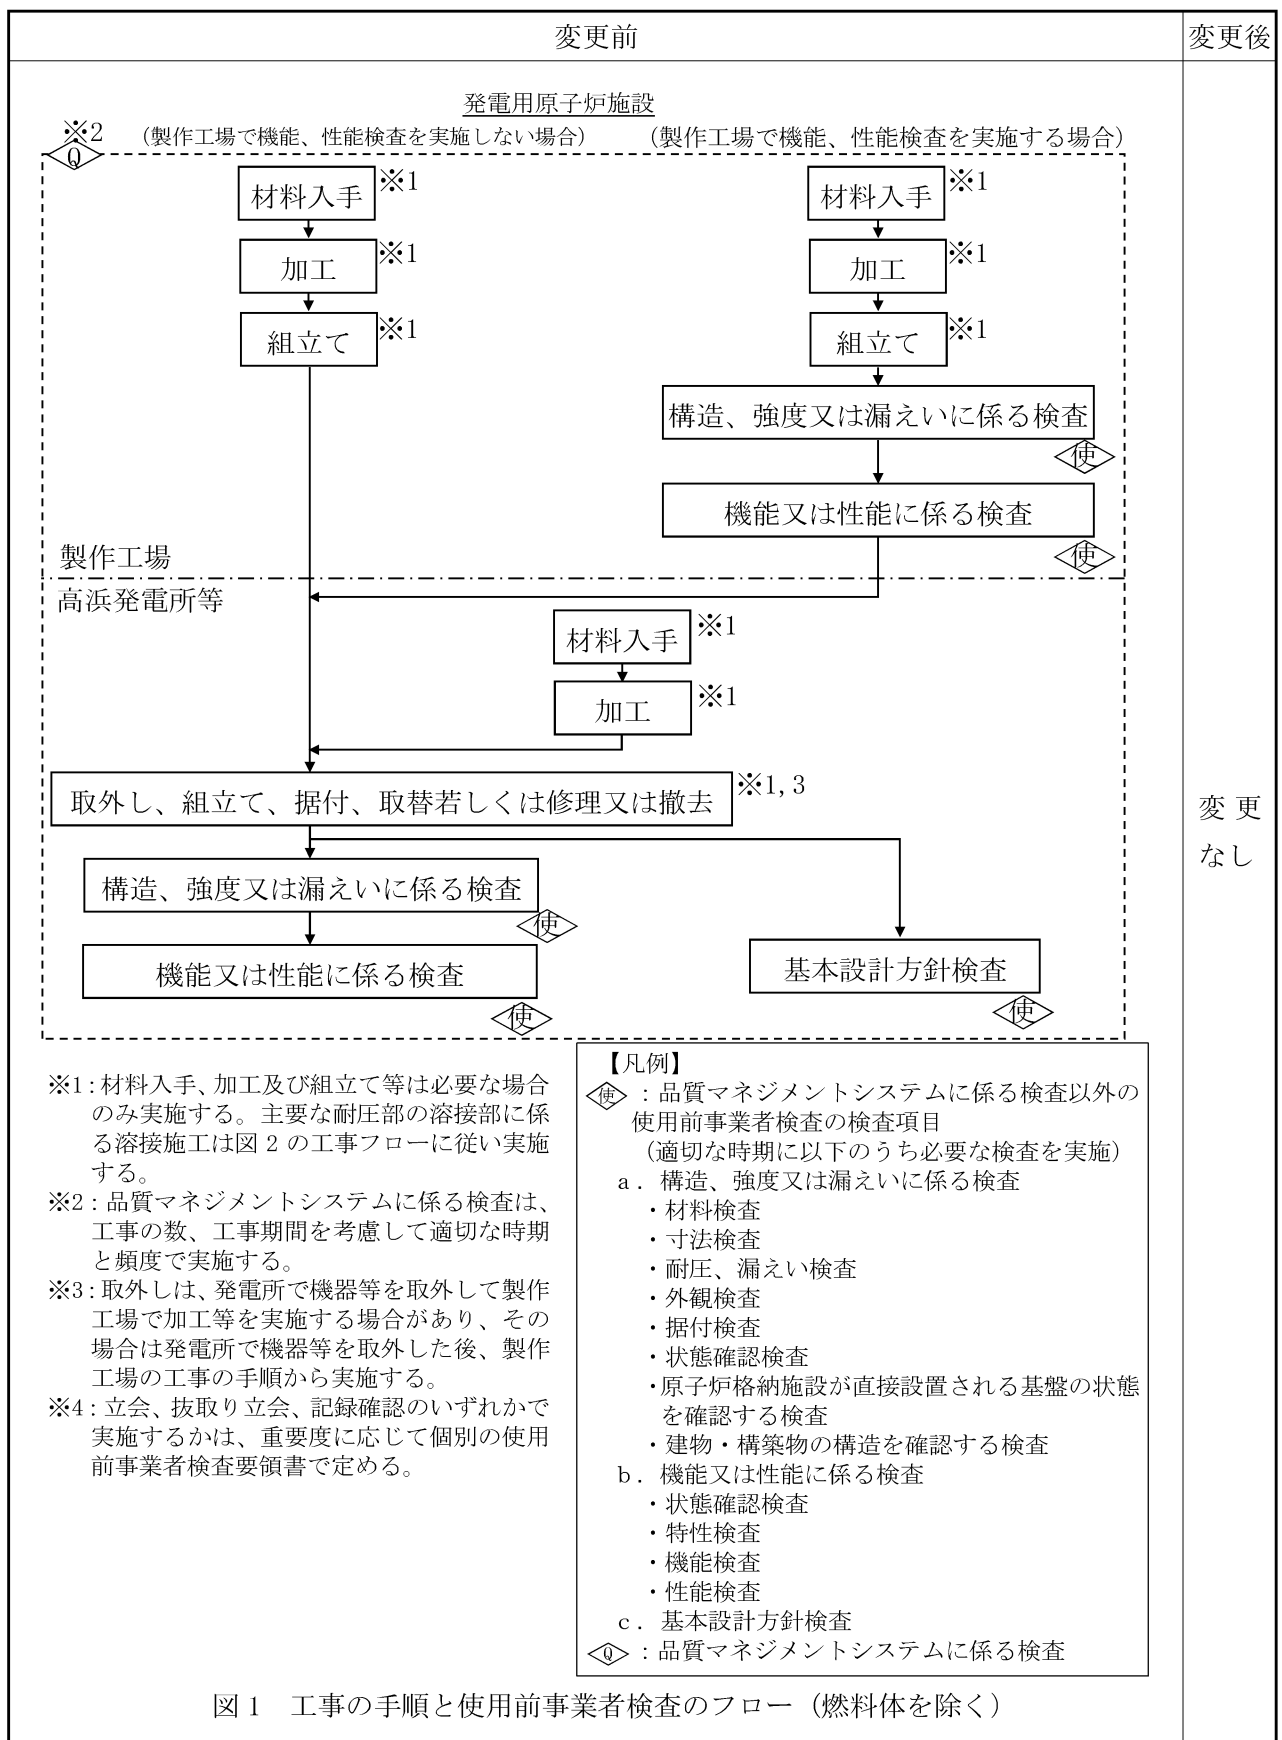 変更前
変更後
発電用原子炉施設
※2
Q
（製作工場で機能、性能検査を実施しない場合）
（製作工場で機能、性能検査を実施する場合）
材料入手
※1
加工
※1
組立て
※1
材料入手
※1
加工
※1
組立て
※1
構造、強度又は漏えいに係る検査
使
機能又は性能に係る検査
使
製作工場
高浜発電所等
材料入手
※1
加工
※1
取外し、組立て、据付、取替若しくは修理又は撤去
※1,3
構造、強度又は漏えいに係る検査
使
機能又は性能に係る検査
使
基本設計方針検査
使
変更
なし
※1：材料入手、加工及び組立て等は必要な場合
のみ実施する。主要な耐圧部の溶接部に係
る溶接施工は図２の工事フローに従い実施
する。
※2：品質マネジメントシステムに係る検査は、
工事の数、工事期間を考慮して適切な時期
と頻度で実施する。
※3：取外しは、発電所で機器等を取外して製作
工場で加工等を実施する場合があり、その
場合は発電所で機器等を取外した後、製作
工場の工事の手順から実施する。
※4：立会、抜取り立会、記録確認のいずれかで
実施するかは、重要度に応じて個別の使用
前事業者検査要領書で定める。
【凡例】
使：品質マネジメントシステムに係る検査以外の
使用前事業者検査の検査項目
（適切な時期に以下のうち必要な検査を実施）
ａ．構造、強度又は漏えいに係る検査
・材料検査
・寸法検査
・耐圧、漏えい検査
・外観検査
・据付検査
・状態確認検査
・原子炉格納施設が直接設置される基盤の状態
を確認する検査
・建物・構築物の構造を確認する検査
ｂ．機能又は性能に係る検査
・状態確認検査
・特性検査
・機能検査
・性能検査
ｃ．基本設計方針検査
Q：品質マネジメントシステムに係る検査
図１　工事の手順と使用前事業者検査のフロー（燃料体を除く）